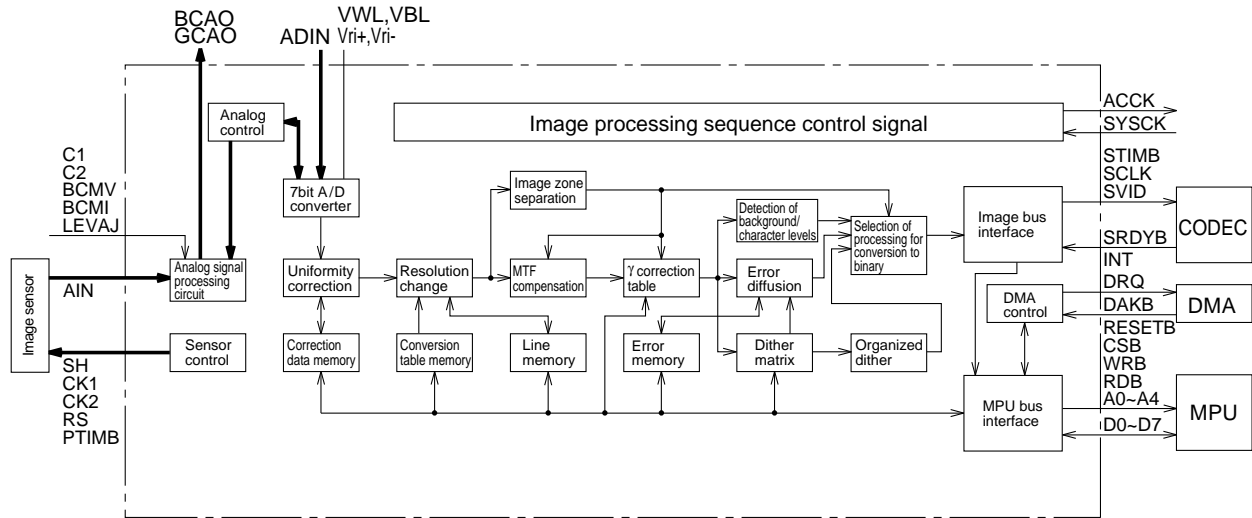 BCAO
GCAO
ADIN
VWL,VBL
Vri+,Vri-
Analog
control
Image processing sequence control signal
ACCK
SYSCK
C1
C2
BCMV
BCMI
LEVAJ
7bit A/D
converter
Image zone
separation
Detection of
background/
character levels
Selection of
processing for
conversion to
binary
Image bus
interface
STIMB
SCLK
SVID
SRDYB
INT
CODEC
Image sensor
AIN
Analog signal
processing
circuit
Uniformity
correction
Resolution
change
MTF
compensation
γ correction
table
Error
diffusion
DMA
control
DRQ
DAKB
DMA
Sensor
control
Correction
data memory
Conversion
table memory
Line
memory
Error
memory
Dither
matrix
Organized
dither
SH
CK1
CK2
RS
PTIMB
MPU bus
interface
RESETB
CSB
WRB
RDB
A0~A4
D0~D7
MPU